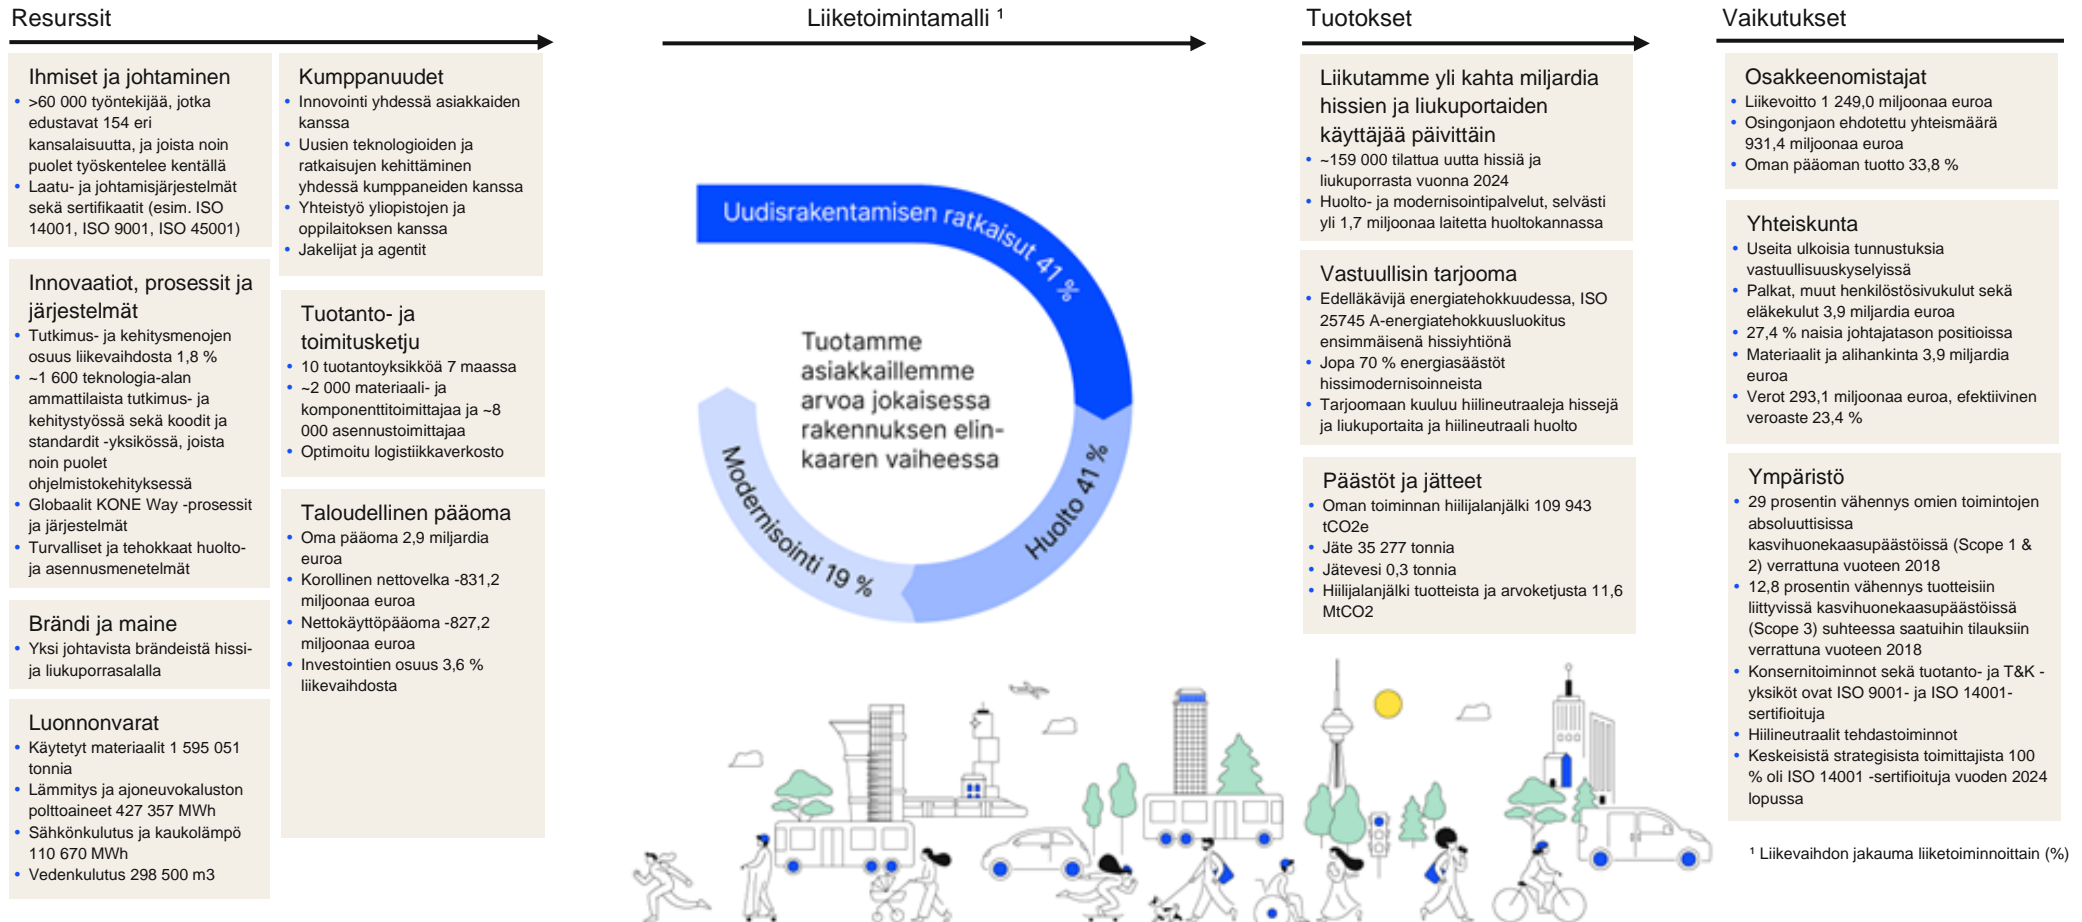 Resurssit
Ihmiset ja johtaminen
• >60 000 työntekijää, jotka
edustavat 154 eri
kansalaisuutta, ja joista noin
puolet työskentelee kentällä
• Laatu- ja johtamisjärjestelmät
sekä sertifikaatit (esim. ISO
14001, ISO 9001, ISO 45001)
Innovaatiot, prosessit ja
järjestelmät
• Tutkimus- ja kehitysmenojen
osuus liikevaihdosta 1,8 %
• ~1 600 teknologia-alan
ammattilaista tutkimus- ja
kehitystyössä sekä koodit ja
standardit -yksikössä, joista
noin puolet
ohjelmistokehityksessä
• Globaalit KONE Way -prosessit
ja järjestelmät
• Turvalliset ja tehokkaat huolto-
ja asennusmenetelmät
Brändi ja maine
• Yksi johtavista brändeistä hissi-
ja liukuporrasalalla
Luonnonvarat
• Käytetyt materiaalit 1 595 051
tonnia
• Lämmitys ja ajoneuvokaluston
polttoaineet 427 357 MWh
• Sähkönkulutus ja kaukolämpö
110 670 MWh
• Vedenkulutus 298 500 m3
Kumppanuudet
• Innovointi yhdessä asiakkaiden
kanssa
• Uusien teknologioiden ja
ratkaisujen kehittäminen
yhdessä kumppaneiden kanssa
• Yhteistyö yliopistojen ja
oppilaitoksen kanssa
• Jakelijat ja agentit
Tuotanto- ja
toimitusketju
• 10 tuotantoyksikköä 7 maassa
• ~2 000 materiaali- ja
komponenttitoimittajaa ja ~8
000 asennustoimittajaa
• Optimoitu logistiikkaverkosto
Taloudellinen pääoma
• Oma pääoma 2,9 miljardia
euroa
• Korollinen nettovelka -831,2
miljoonaa euroa
• Nettokäyttöpääoma -827,2
miljoonaa euroa
• Investointien osuus 3,6 %
liikevaihdosta
Liiketoimintamalli ¹
Uudisrakentamisen ratkaisut 41 %
Huolto 41 %
Modernisointi 19 %
Tuotamme
asiakkaillemme
arvoa jokaisessa
rakennuksen elin-
kaaren vaiheessa
Tuotokset
Liikutamme yli kahta miljardia
hissien ja liukuportaiden
käyttäjää päivittäin
• ~159 000 tilattua uutta hissiä ja
liukuporrasta vuonna 2024
• Huolto- ja modernisointipalvelut, selvästi
yli 1,7 miljoonaa laitetta huoltokannassa
Vastuullisin tarjooma
• Edelläkävijä energiatehokkuudessa, ISO
25745 A-energiatehokkuusluokitus
ensimmäisenä hissiyhtiönä
• Jopa 70 % energiasäästöt
hissimodernisoinneista
• Tarjoomaan kuuluu hiilineutraaleja hissejä
ja liukuportaita ja hiilineutraali huolto
Päästöt ja jätteet
• Oman toiminnan hiilijalanjälki 109 943
tCO2e
• Jäte 35 277 tonnia
• Jätevesi 0,3 tonnia
• Hiilijalanjälki tuotteista ja arvoketjusta 11,6
MtCO2
Vaikutukset
Osakkeenomistajat
• Liikevoitto 1 249,0 miljoonaa euroa
• Osingonjaon ehdotettu yhteismäärä
931,4 miljoonaa euroa
• Oman pääoman tuotto 33,8 %
Yhteiskunta
• Useita ulkoisia tunnustuksia
vastuullisuuskyselyissä
• Palkat, muut henkilöstösivukulut sekä
eläkekulut 3,9 miljardia euroa
• 27,4 % naisia johtajatason positioissa
• Materiaalit ja alihankinta 3,9 miljardia
euroa
• Verot 293,1 miljoonaa euroa, efektiivinen
veroaste 23,4 %
Ympäristö
• 29 prosentin vähennys omien toimintojen
absoluuttisissa
kasvihuonekaasupäästöissä (Scope 1 &
2) verrattuna vuoteen 2018
• 12,8 prosentin vähennys tuotteisiin
liittyvissä kasvihuonekaasupäästöissä
(Scope 3) suhteessa saatuihin tilauksiin
verrattuna vuoteen 2018
• Konsernitoiminnot sekä tuotanto- ja T&K -
yksiköt ovat ISO 9001- ja ISO 14001-
sertifioituja
• Hiilineutraalit tehdastoiminnot
• Keskeisistä strategisista toimittajista 100
% oli ISO 14001 -sertifioituja vuoden 2024
lopussa
¹ Liikevaihdon jakauma liiketoiminnoittain (%)